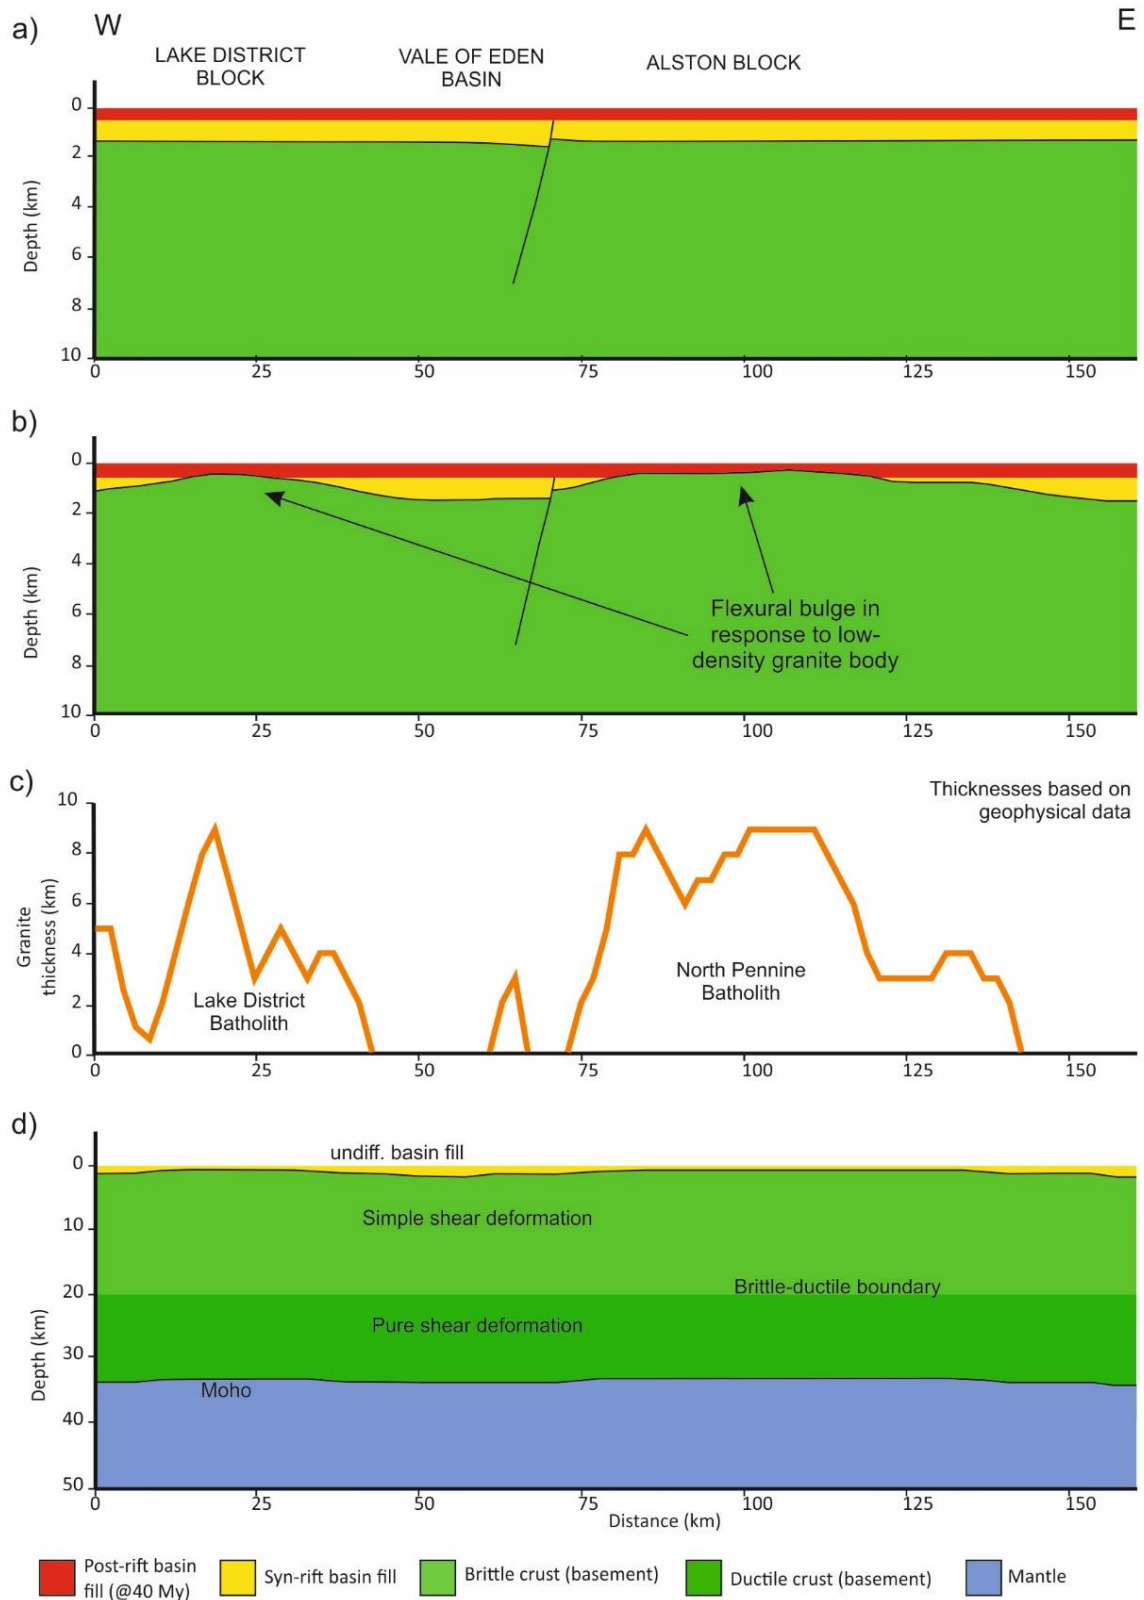 a)
W
E
LAKE DISTRICT
BLOCK
VALE OF EDEN
BASIN
ALSTON BLOCK
0
2
4
6
8
10
Depth (km)
0 25 50 75 100 125 150
b)
0
2
4
6
8
10
Depth (km)
Flexural bulge in
response to low-
density granite body
0 25 50 75 100 125 150
c)
Thicknesses based on
geophysical data
10
8
6
4
2
0
Granite
thickness (km)
Lake District
Batholith
North Pennine
Batholith
0 25 50 75 100 125 150
d)
undiff. basin fill
0
10
20
30
40
50
Depth (km)
Simple shear deformation
Brittle-ductile boundary
Pure shear deformation
Moho
0 25 50 75 100 125 150
Distance (km)
Post-rift basin
fill (@40 My)
Syn-rift basin fill
Brittle crust (basement)
Ductile crust (basement)
Mantle